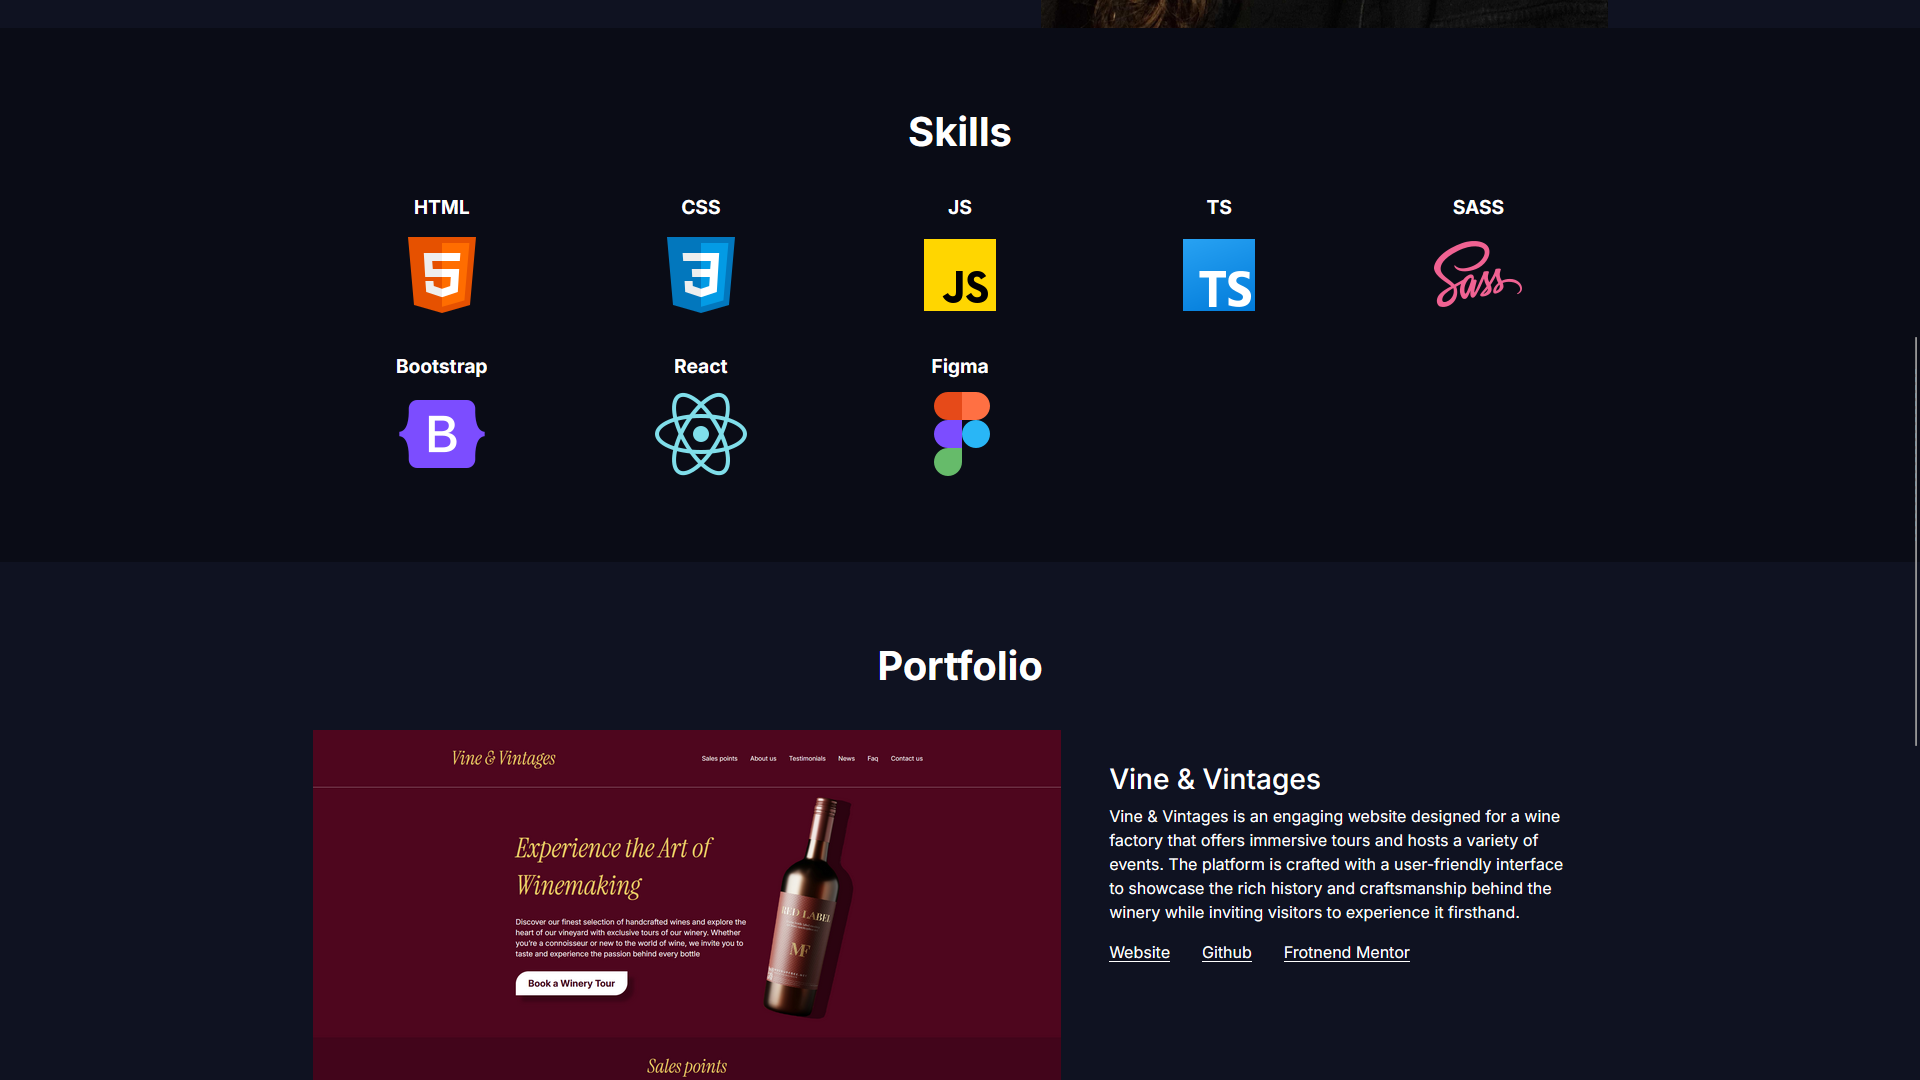 Skills
HTML CSS JS TS SASS
5 3 JS TS Sass
Bootstrap React Figma
B
Portfolio
Vine & Vintages
Sales points About us Testimonials News Faq Contact us
Experience the Art of
Winemaking
Discover our finest selection of handcrafted wines and explore the
heart of our vineyard with exclusive tours of our winery. Whether
you're a connoisseur or new to the world of wine, we invite you to
taste and experience the passion behind every bottle
Book a Winery Tour
RED LABEL
MF
Sales points
Vine & Vintages
Vine & Vintages is an engaging website designed for a wine
factory that offers immersive tours and hosts a variety of
events. The platform is crafted with a user-friendly interface
to showcase the rich history and craftsmanship behind the
winery while inviting visitors to experience it firsthand.
Website Github Frotnend Mentor